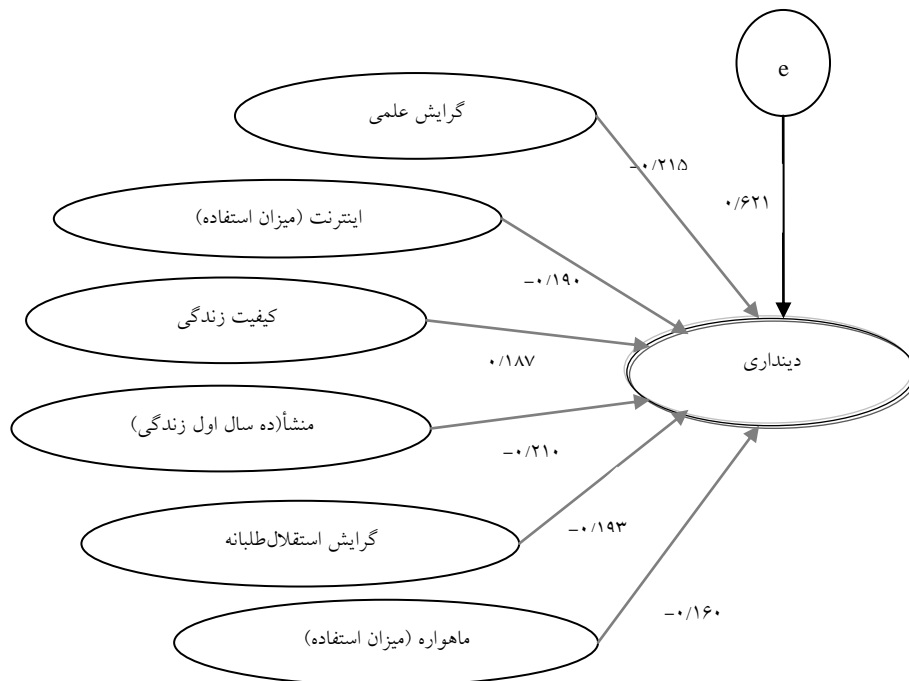 e
گرایش علمی
-۰/۲۱۵
۰/۶۲۱
اینترنت (میزان استفاده)
-۰/۱۹۰
کیفیت زندگی
۰/۱۸۷
دینداری
منشأ(ده سال اول زندگی)
-۰/۲۱۰
گرایش استقلال‌طلبانه
-۰/۱۹۳
ماهواره (میزان استفاده)
-۰/۱۶۰